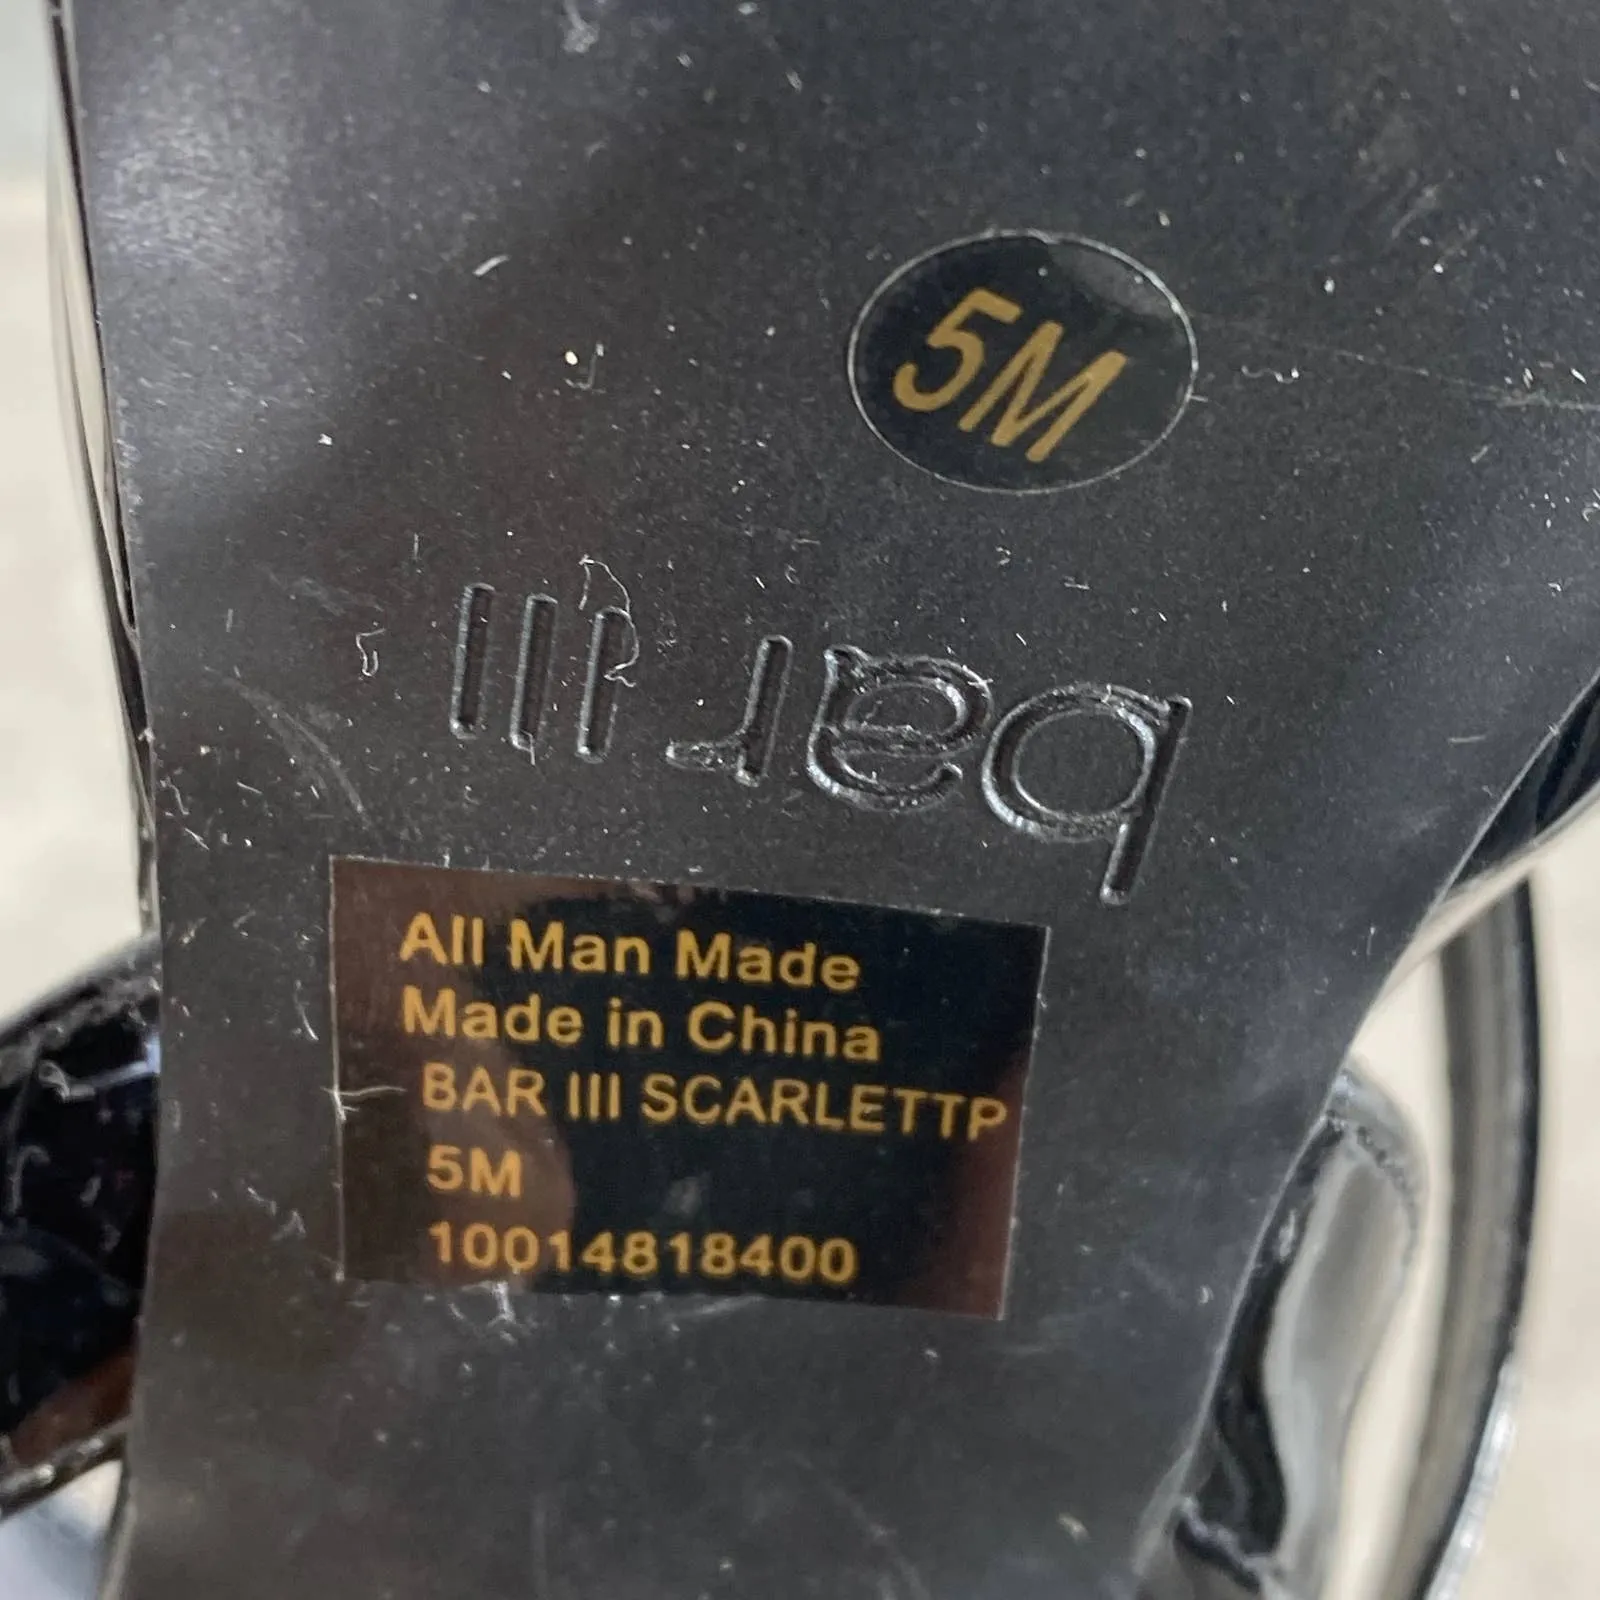 5M
bar III
All Man Made
Made in China
BAR III SCARLETTP
5M
10014818400